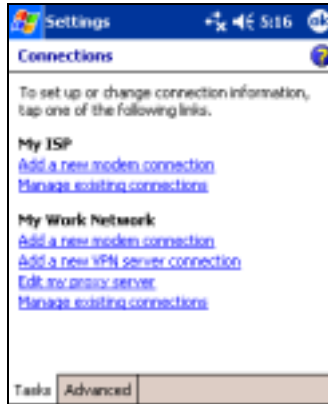 Settings 5:16 ok
Connections ?
To set up or change connection information,
tap one of the following links.
My ISP
Add a new modem connection
Manage existing connections
My Work Network
Add a new modem connection
Add a new VPN server connection
Edit my proxy server
Manage existing connections
Tasks Advanced